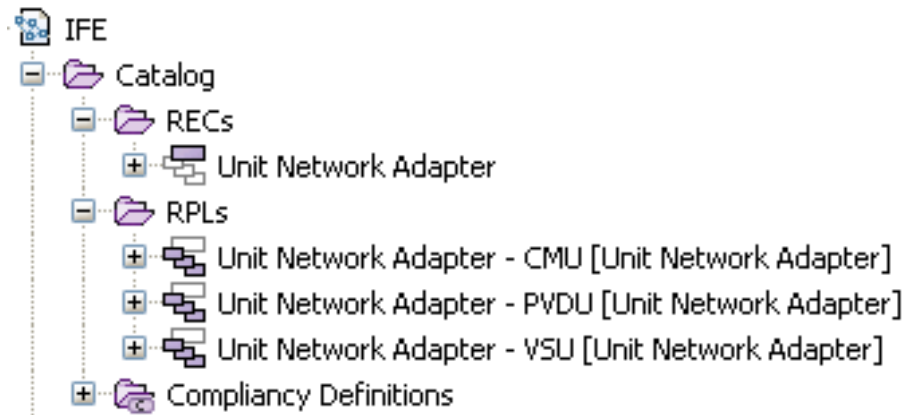 IFE
Catalog
RECs
Unit Network Adapter
RPLs
Unit Network Adapter - CMU [Unit Network Adapter]
Unit Network Adapter - PVDU [Unit Network Adapter]
Unit Network Adapter - VSU [Unit Network Adapter]
Compliancy Definitions